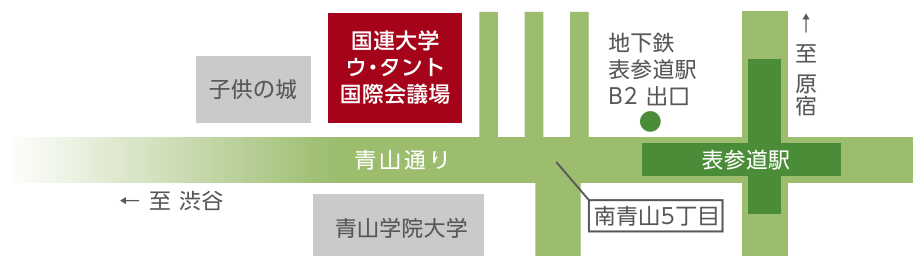 国連大学
ウ・タント
国際会議場
子供の城
地下鉄
表参道駅
B2 出口
↑ 至 原宿
青山通り
表参道駅
← 至 渋谷
青山学院大学
南青山5丁目